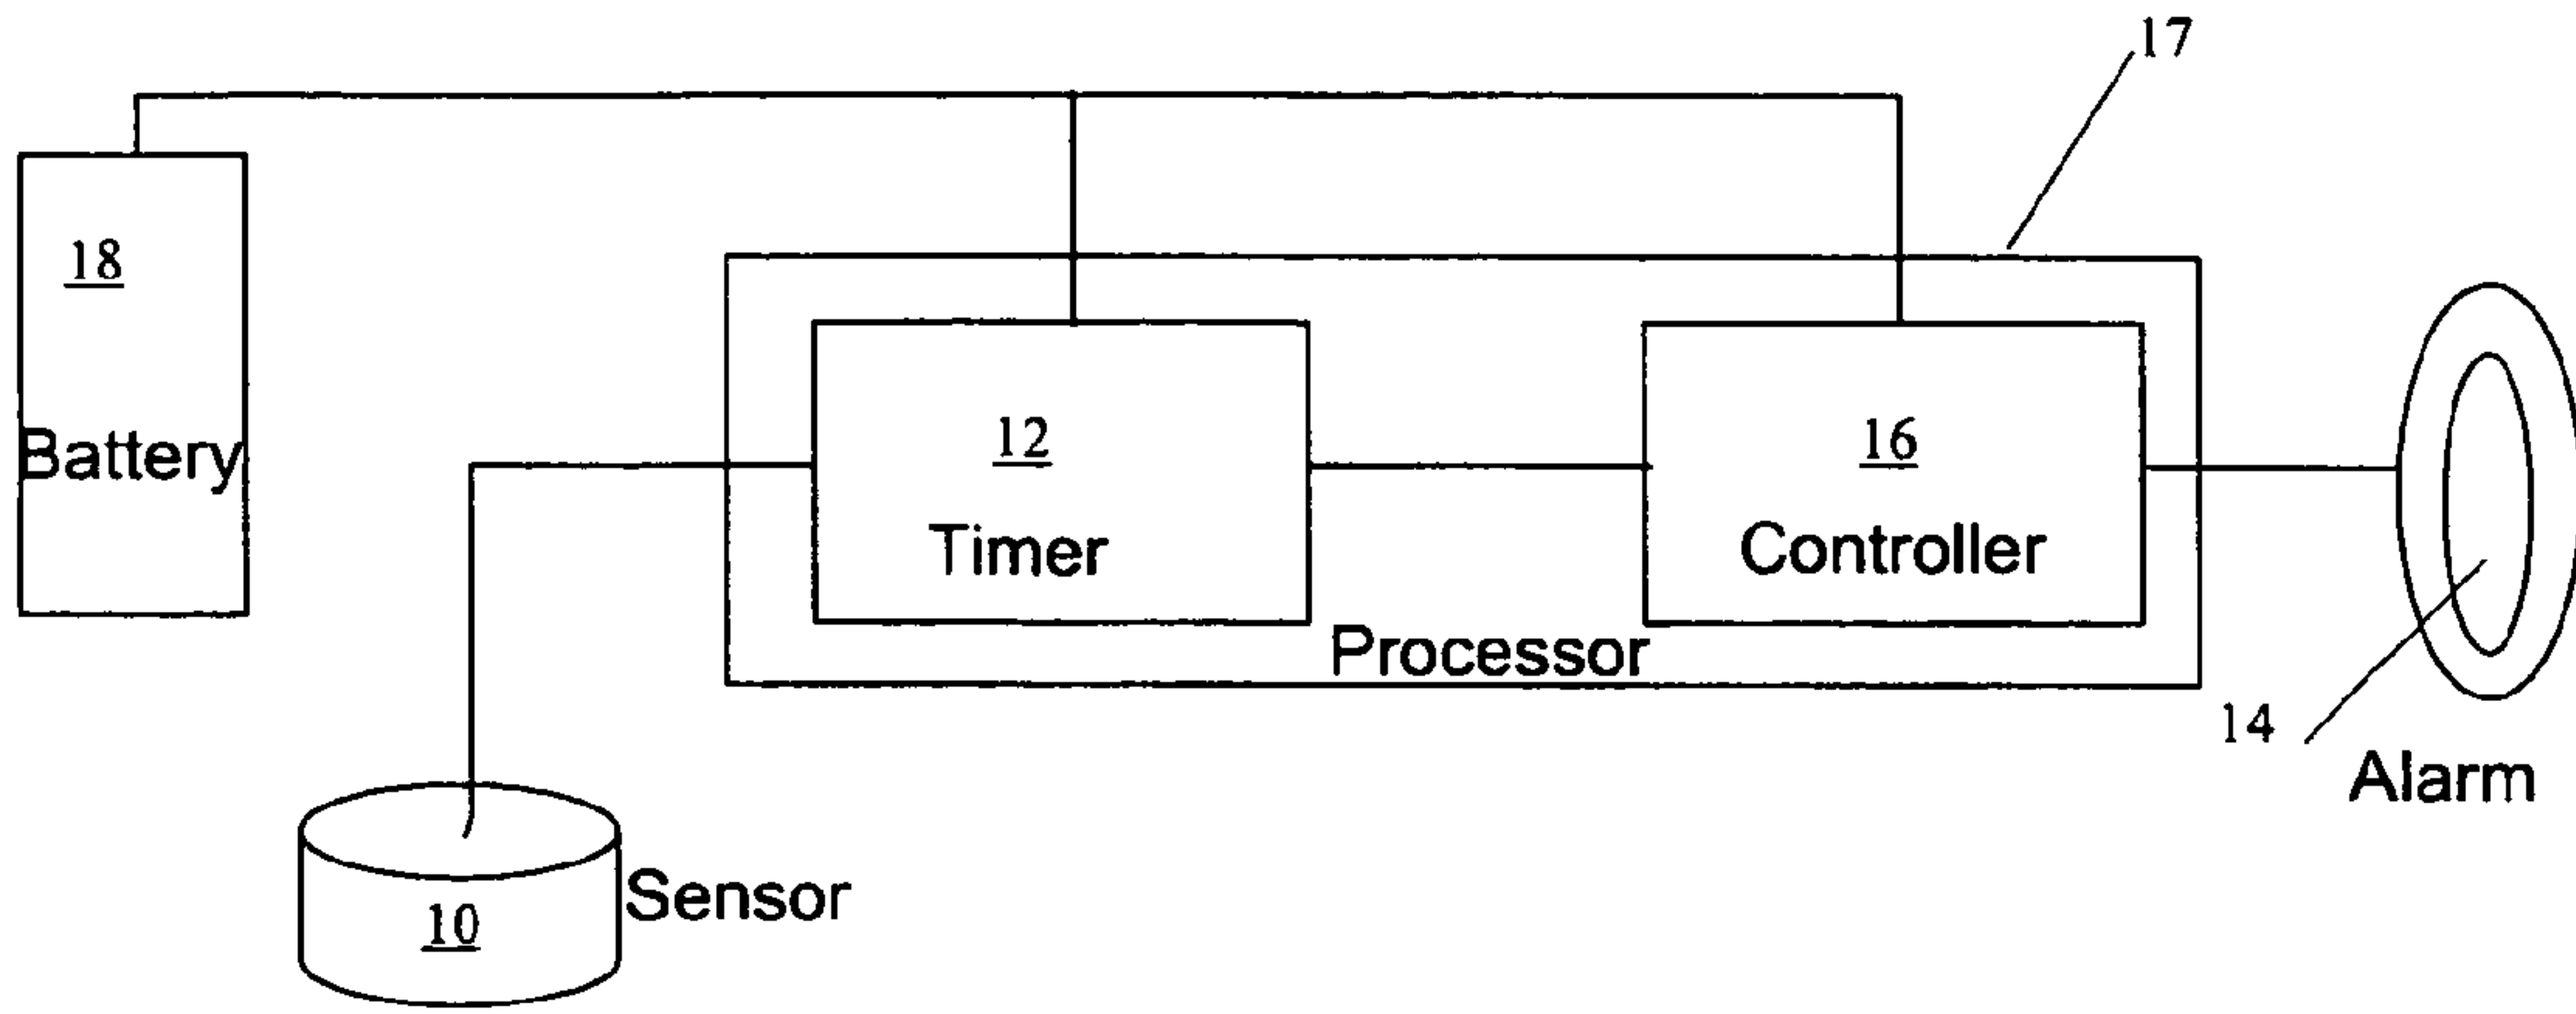 17
18
Battery
12
Timer
16
Controller
Processor
14
Alarm
10
Sensor